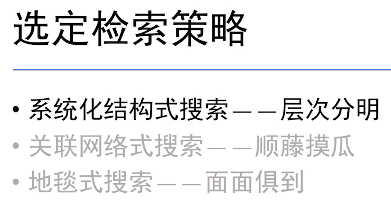 选定检索策略
• 系统化结构式搜索——层次分明
• 关联网络式搜索——顺藤摸瓜
• 地毯式搜索——面面俱到